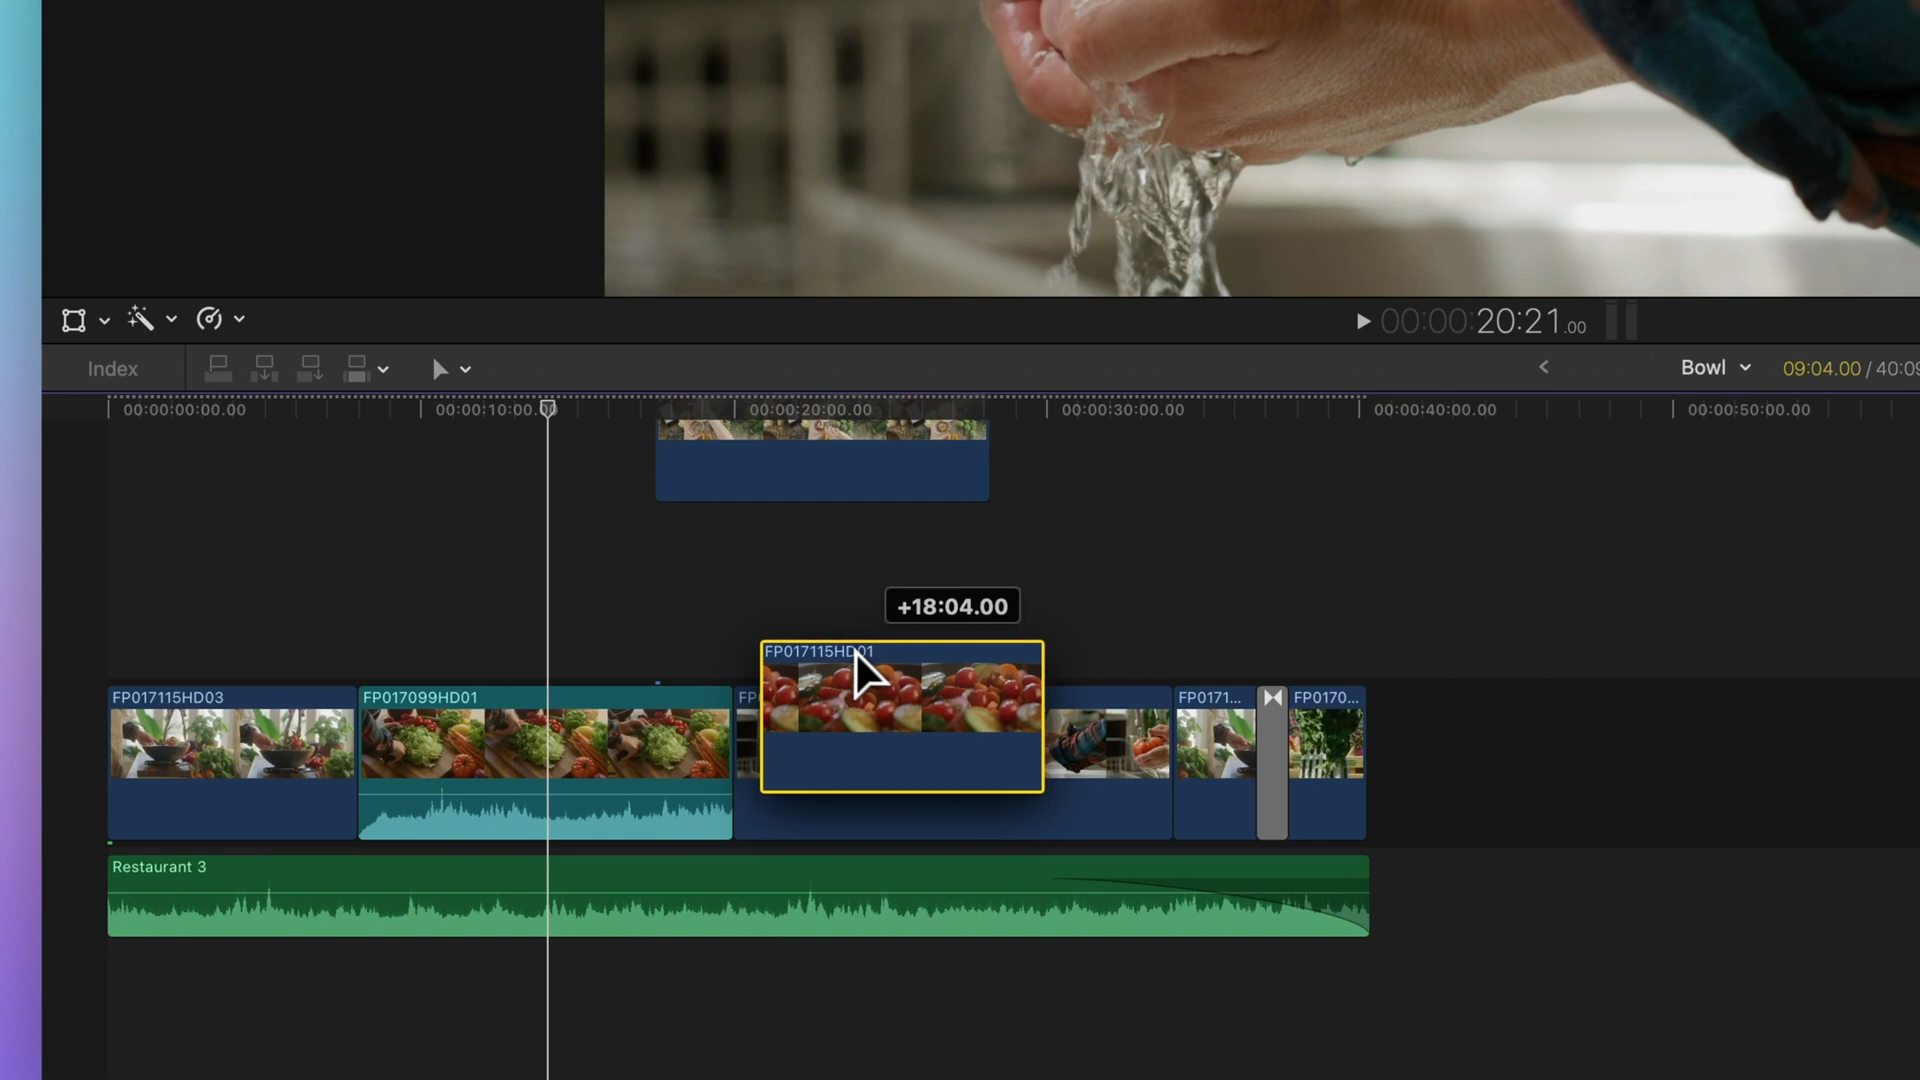 00:00:20:21.00
Index
Bowl
09:04.00 / 40:09
00:00:00:00.00
00:00:10:00.00
00:00:20:00.00
00:00:30:00.00
00:00:40:00.00
00:00:50:00.00
+18:04.00
FP017115HD01
FP017115HD03
FP017099HD01
FP
FP0171...
FP0170...
Restaurant 3